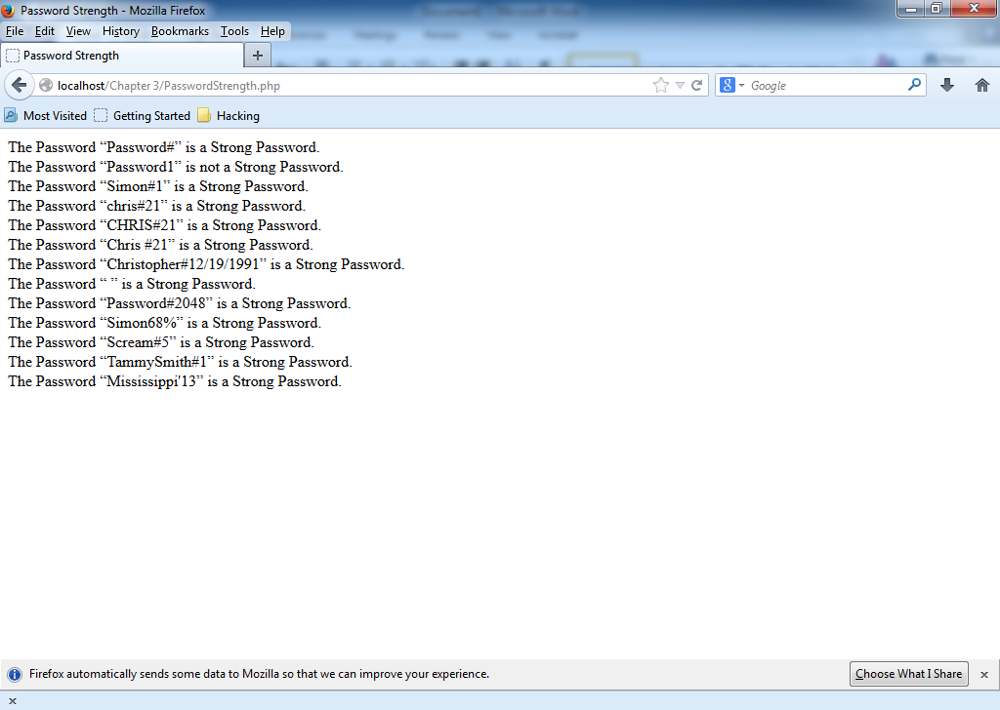 Password Strength - Mozilla Firefox
File Edit View History Bookmarks Tools Help
Password Strength
localhost/Chapter 3/PasswordStrength.php
Google
Most Visited Getting Started Hacking
The Password “Password#” is a Strong Password.
The Password “Password1” is not a Strong Password.
The Password “Simon#1” is a Strong Password.
The Password “chris#21” is a Strong Password.
The Password “CHRIS#21” is a Strong Password.
The Password “Chris #21” is a Strong Password.
The Password “Christopher#12/19/1991” is a Strong Password.
The Password “ ” is a Strong Password.
The Password “Password#2048” is a Strong Password.
The Password “Simon68%” is a Strong Password.
The Password “Scream#5” is a Strong Password.
The Password “TammySmith#1” is a Strong Password.
The Password “Mississippi'13” is a Strong Password.
Firefox automatically sends some data to Mozilla so that we can improve your experience.
Choose What I Share